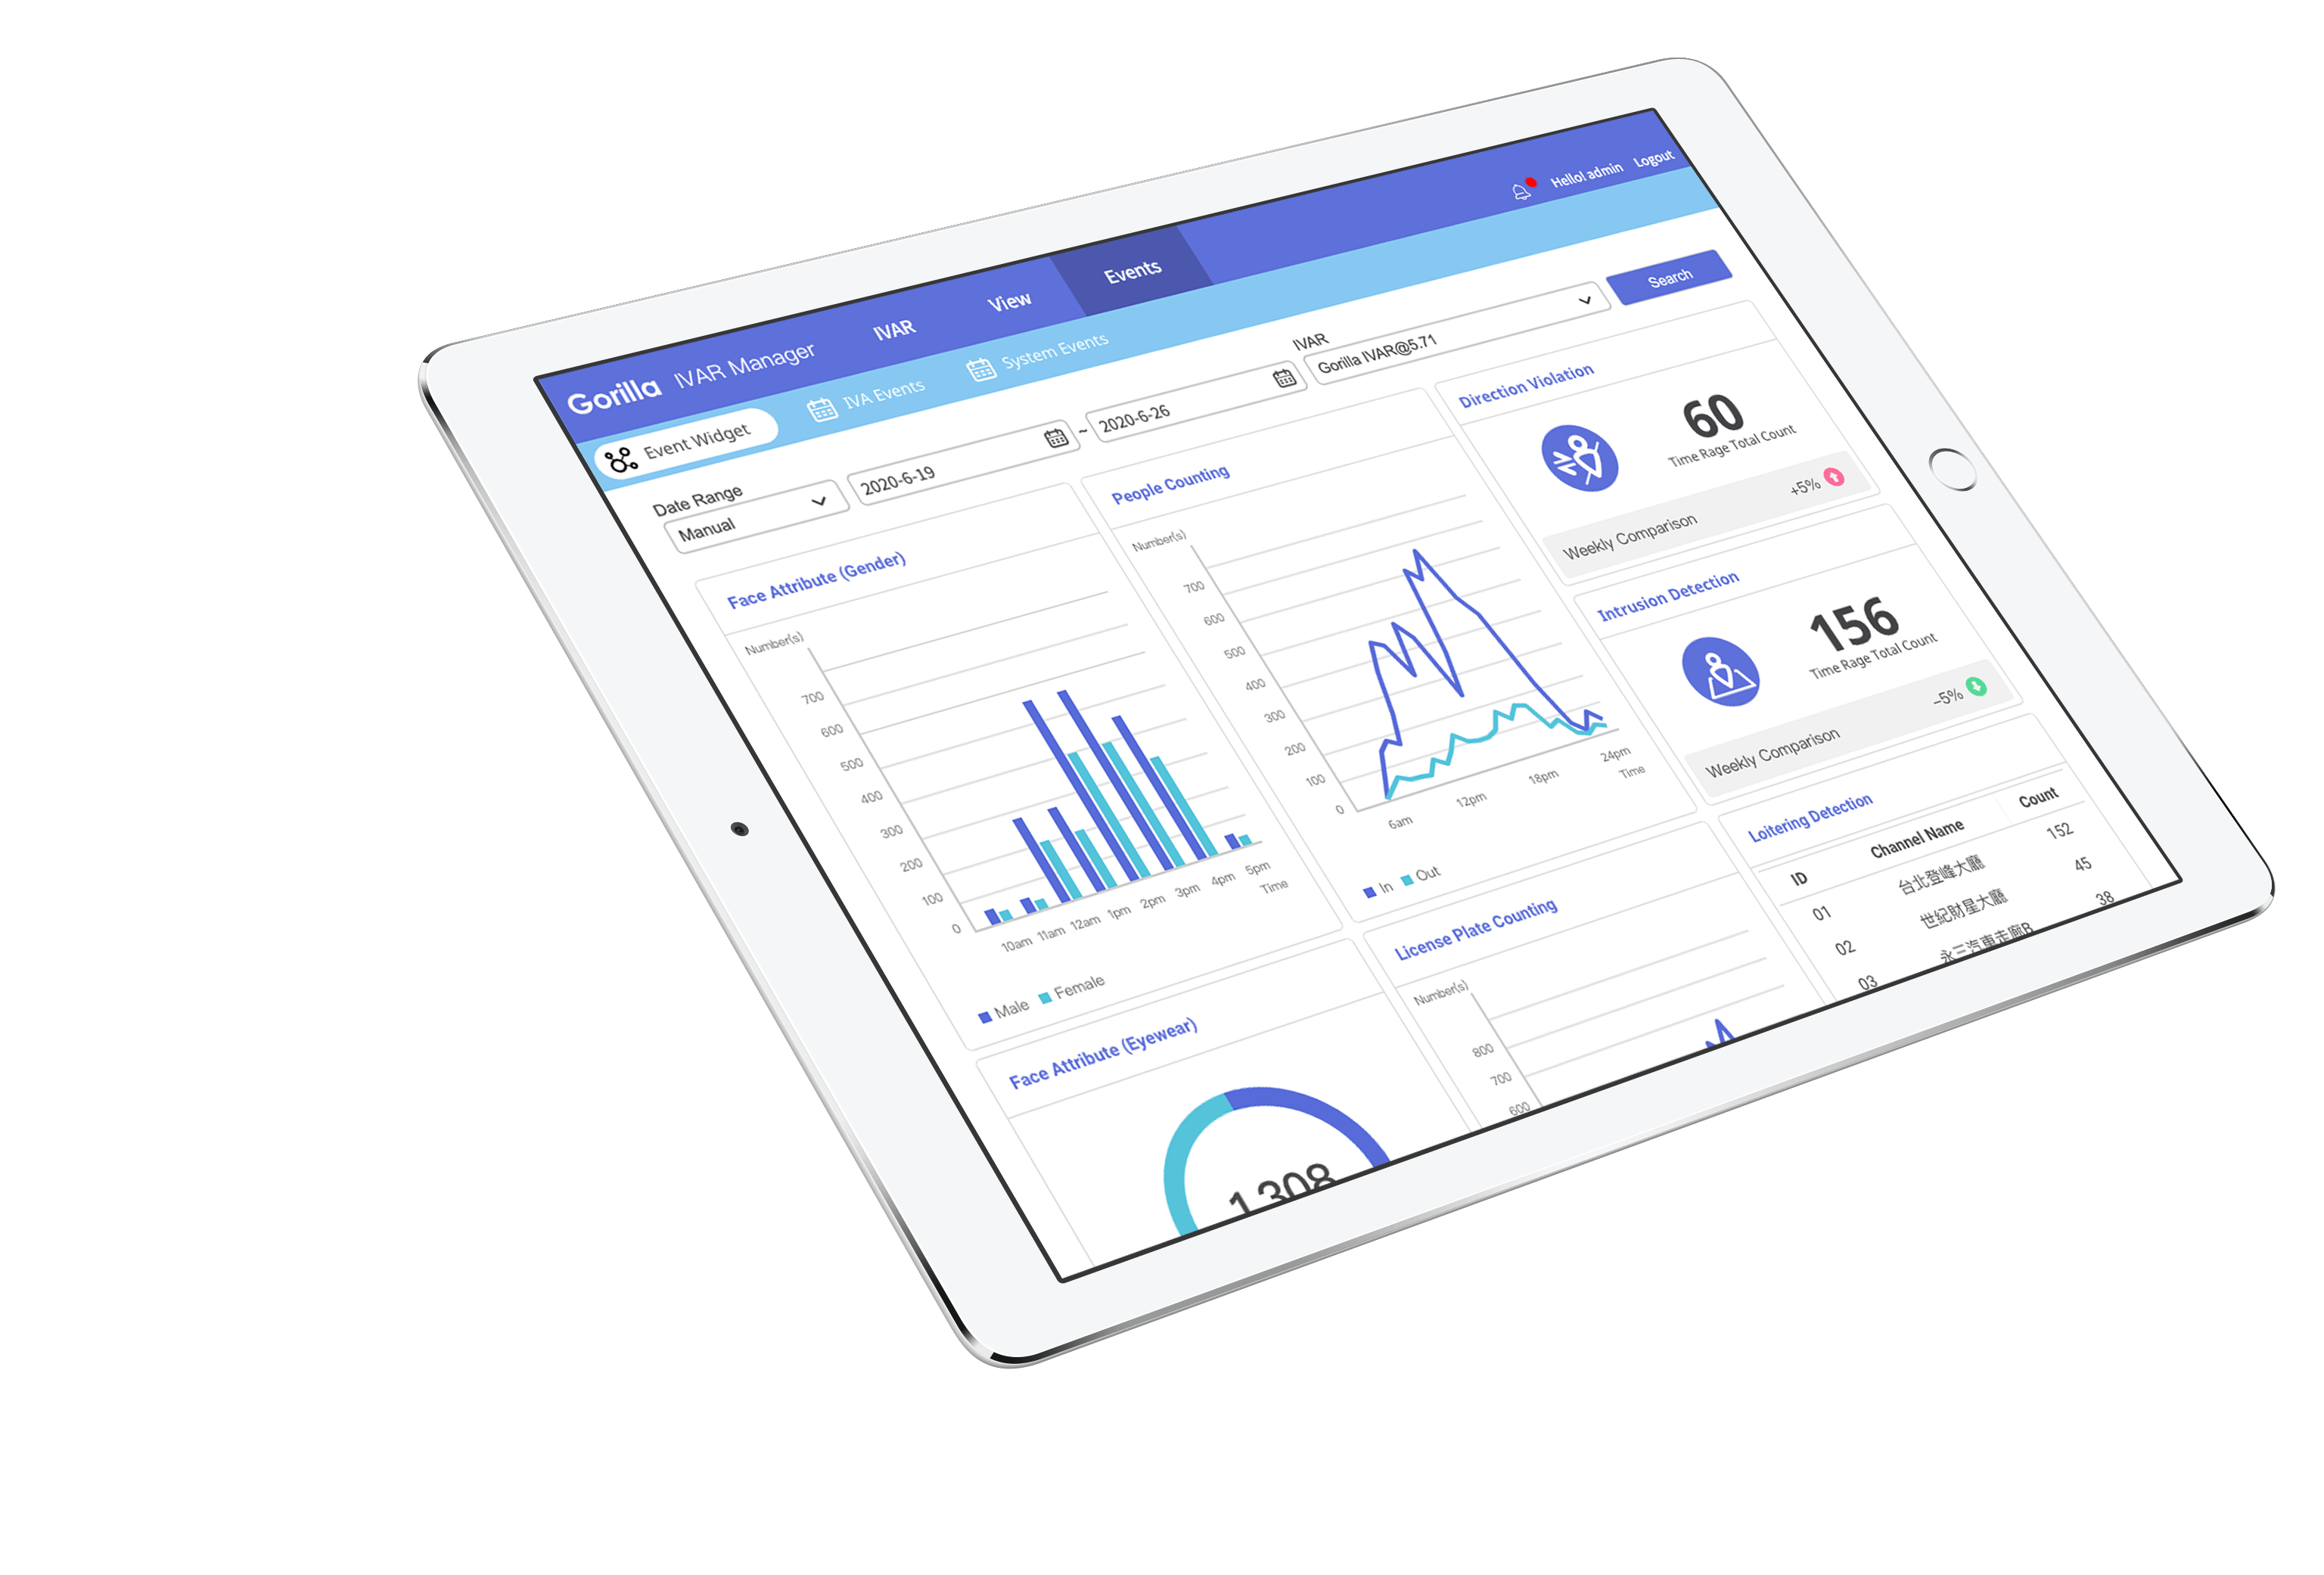 Hello! admin Logout
Gorilla IVAR Manager IVAR View Events
Event Widget IVA Events System Events
Date Range
Manual
2020-6-19 ~ 2020-6-26
IVAR
Gorilla IVAR@5.71
Search
Face Attribute (Gender)
Number(s)
700
600
500
400
300
200
100
0
10am 11am 12am 1pm 2pm 3pm 4pm 5pm
Time
Male Female
People Counting
Number(s)
700
600
500
400
300
200
100
0
6am 12pm 18pm 24pm
Time
In Out
Direction Violation
60
Time Rage Total Count
Weekly Comparison +5%
Intrusion Detection
156
Time Rage Total Count
Weekly Comparison -5%
Loitering Detection
ID Channel Name Count
01 台北登峰大廳 152
02 世紀財星大廳 45
03 永三汽車走廊B 38
Face Attribute (Eyewear)
1308
License Plate Counting
Number(s)
800
700
600